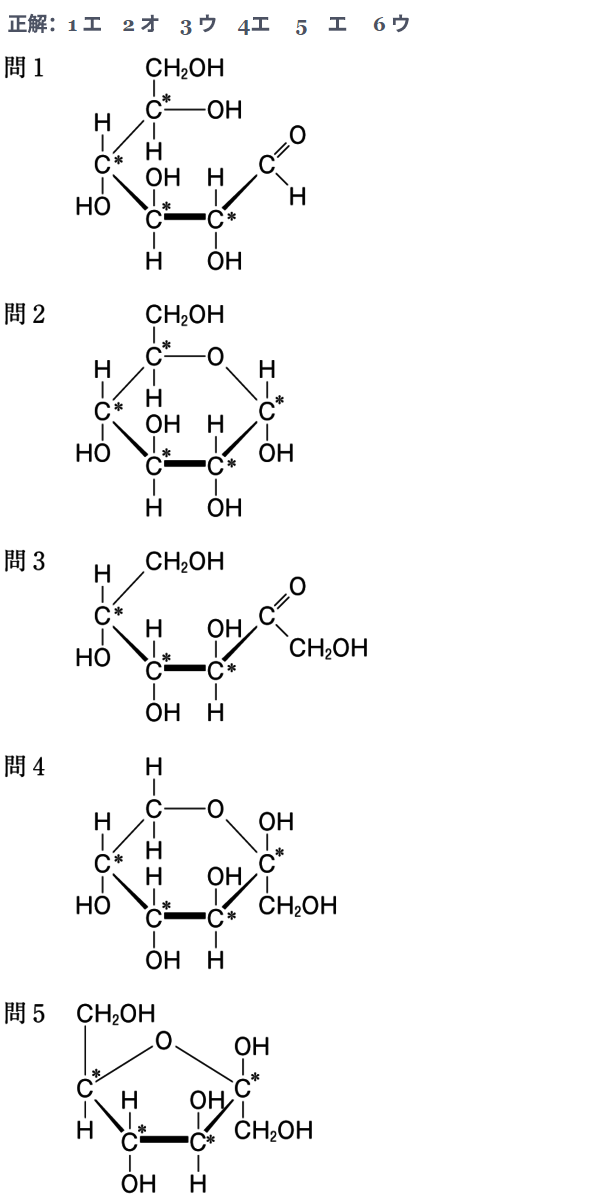 正解：1 エ 2 オ 3 ウ 4エ 5 エ 6 ウ
問 1
CH₂OH
H C* OH
C* H
OH H C O
HO C* C* H
H OH
問 2
CH₂OH
H C* O H
C* H C*
OH H
HO C* C* OH
H OH
問 3
H CH₂OH
O
C* H OH C
HO C* C* CH₂OH
OH H
問 4
H
H C O OH
C* H C*
H OH
HO C* C* CH₂OH
OH H
問 5 CH₂OH
O OH
C* C*
H H OH CH₂OH
C* C*
OH H